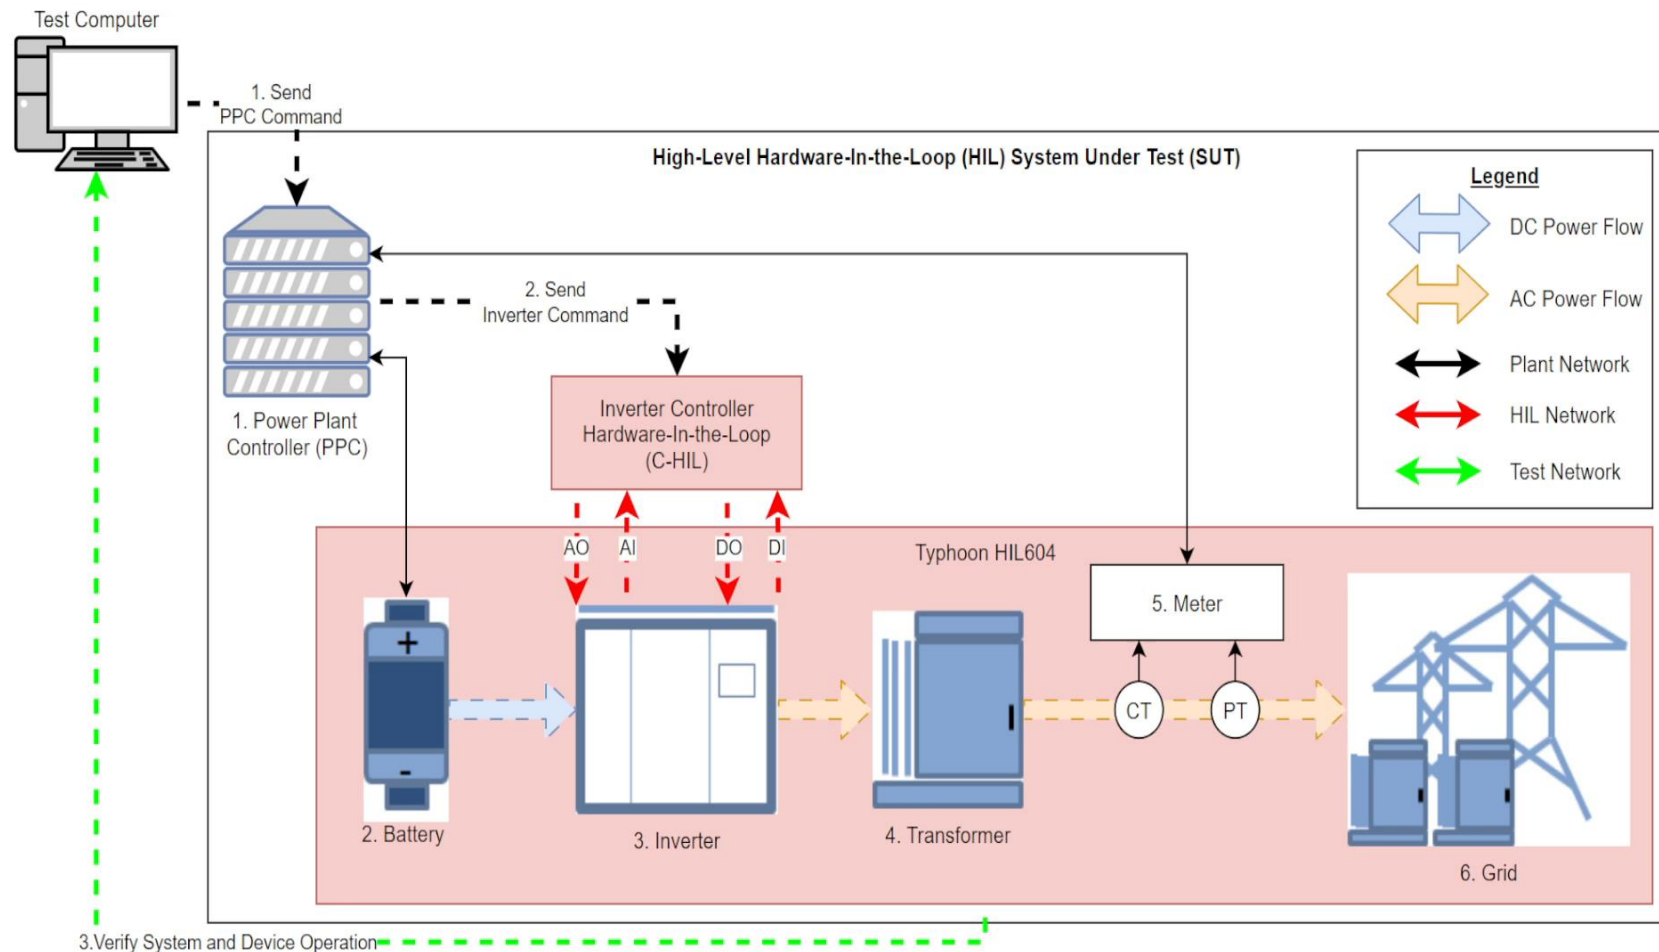 Test Computer
1. Send
PPC Command
High-Level Hardware-In-the-Loop (HIL) System Under Test (SUT)
Legend
DC Power Flow
AC Power Flow
Plant Network
HIL Network
Test Network
2. Send
Inverter Command
1. Power Plant
Controller (PPC)
Inverter Controller
Hardware-In-the-Loop
(C-HIL)
AO
AI
DO
DI
Typhoon HIL604
5. Meter
+
-
CT
PT
2. Battery
3. Inverter
4. Transformer
6. Grid
3.Verify System and Device Operation